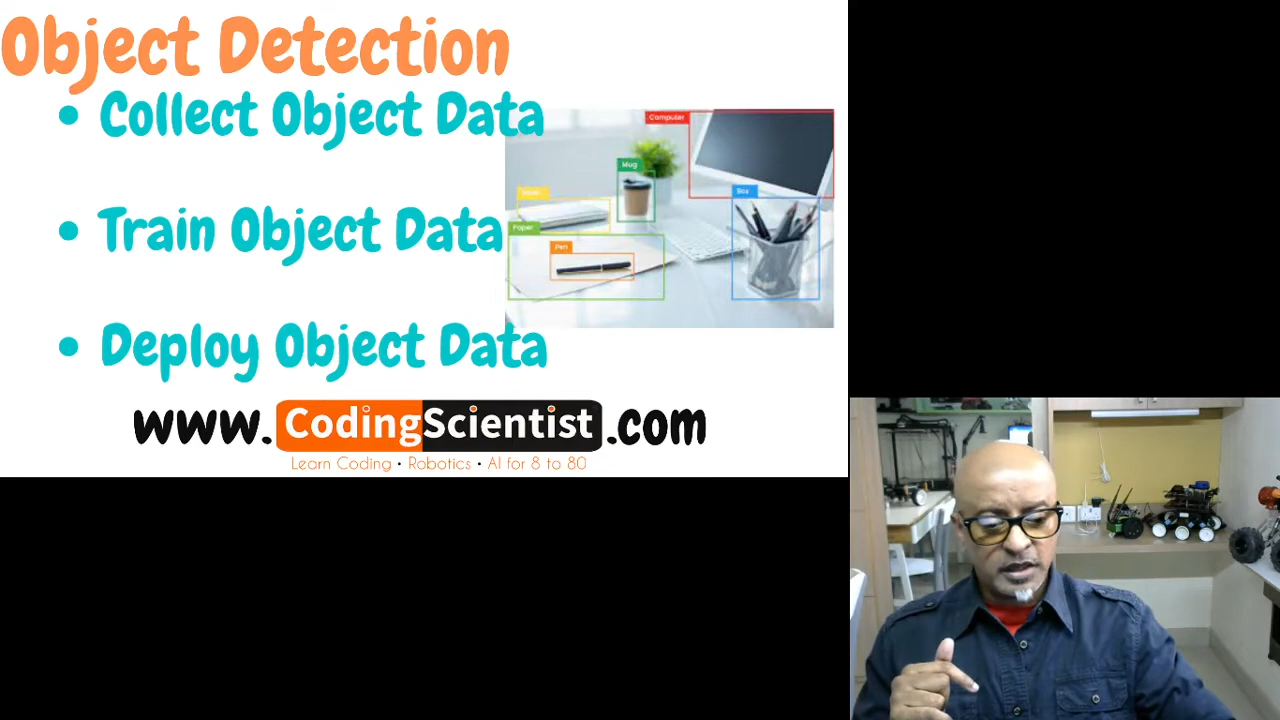 Object Detection
• Collect Object Data
• Train Object Data
• Deploy Object Data
Computer
Mug
Box
Paper
Pen
www.CodingScientist.com
Learn Coding • Robotics • AI for 8 to 80